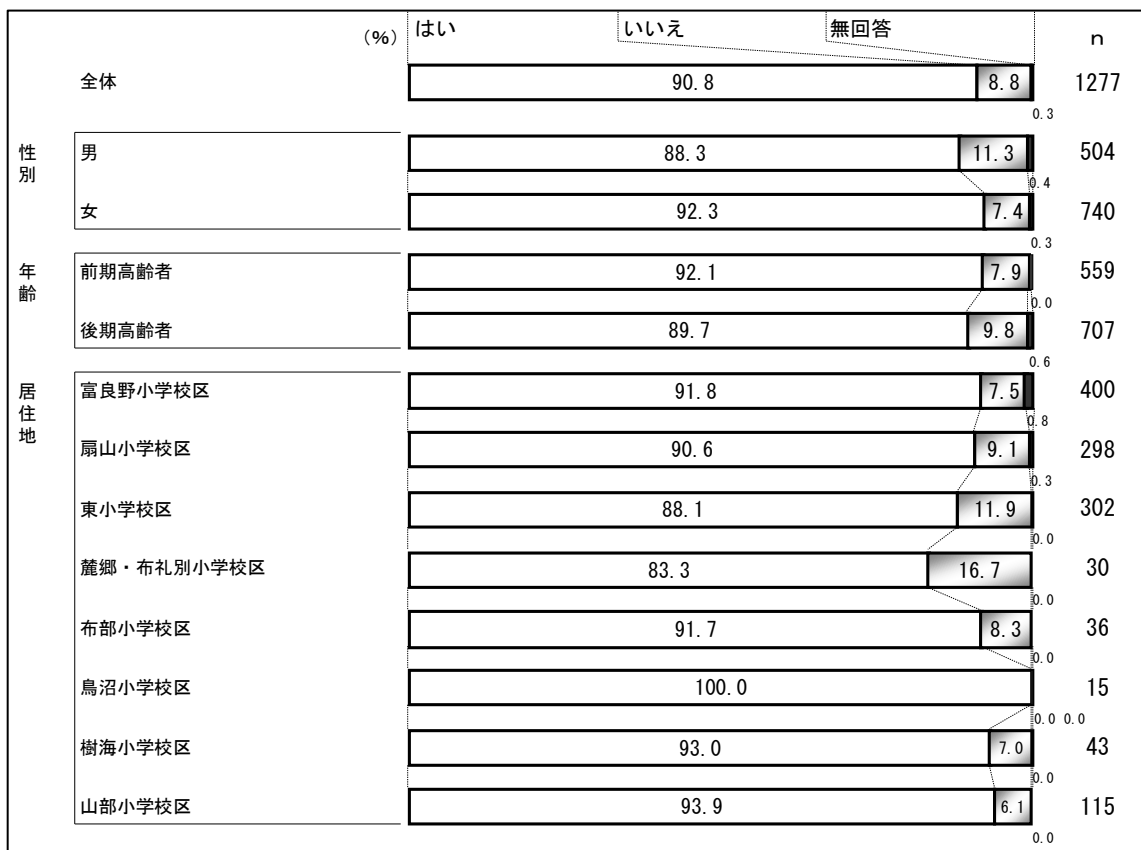 (%) はい いいえ 無回答 n
全体 90.8 8.8 1277
0.3
性別
男 88.3 11.3 504
0.4
女 92.3 7.4 740
0.3
年齢
前期高齢者 92.1 7.9 559
0.0
後期高齢者 89.7 9.8 707
0.6
居住地
富良野小学校区 91.8 7.5 400
0.8
扇山小学校区 90.6 9.1 298
0.3
東小学校区 88.1 11.9 302
0.0
麓郷・布礼別小学校区 83.3 16.7 30
0.0
布部小学校区 91.7 8.3 36
0.0
鳥沼小学校区 100.0 15
0.0 0.0
樹海小学校区 93.0 7.0 43
0.0
山部小学校区 93.9 6.1 115
0.0